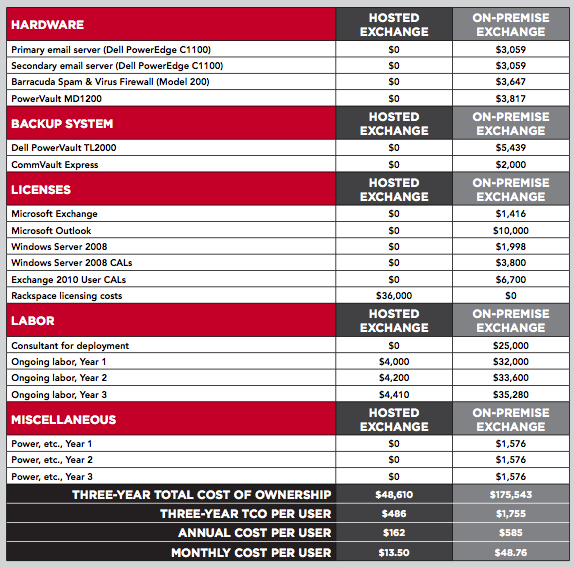 HARDWARE HOSTED EXCHANGE ON-PREMISE EXCHANGE
Primary email server (Dell PowerEdge C1100) $0 $3,059
Secondary email server (Dell PowerEdge C1100) $0 $3,059
Barracuda Spam & Virus Firewall (Model 200) $0 $3,647
PowerVault MD1200 $0 $3,817
BACKUP SYSTEM HOSTED EXCHANGE ON-PREMISE EXCHANGE
Dell PowerVault TL2000 $0 $5,439
CommVault Express $0 $2,000
LICENSES HOSTED EXCHANGE ON-PREMISE EXCHANGE
Microsoft Exchange $0 $1,416
Microsoft Outlook $0 $10,000
Windows Server 2008 $0 $1,998
Windows Server 2008 CALs $0 $3,800
Exchange 2010 User CALs $0 $6,700
Rackspace licensing costs $36,000 $0
LABOR HOSTED EXCHANGE ON-PREMISE EXCHANGE
Consultant for deployment $0 $25,000
Ongoing labor, Year 1 $4,000 $32,000
Ongoing labor, Year 2 $4,200 $33,600
Ongoing labor, Year 3 $4,410 $35,280
MISCELLANEOUS HOSTED EXCHANGE ON-PREMISE EXCHANGE
Power, etc., Year 1 $0 $1,576
Power, etc., Year 2 $0 $1,576
Power, etc., Year 3 $0 $1,576
THREE-YEAR TOTAL COST OF OWNERSHIP $48,610 $175,543
THREE-YEAR TCO PER USER $486 $1,755
ANNUAL COST PER USER $162 $585
MONTHLY COST PER USER $13.50 $48.76